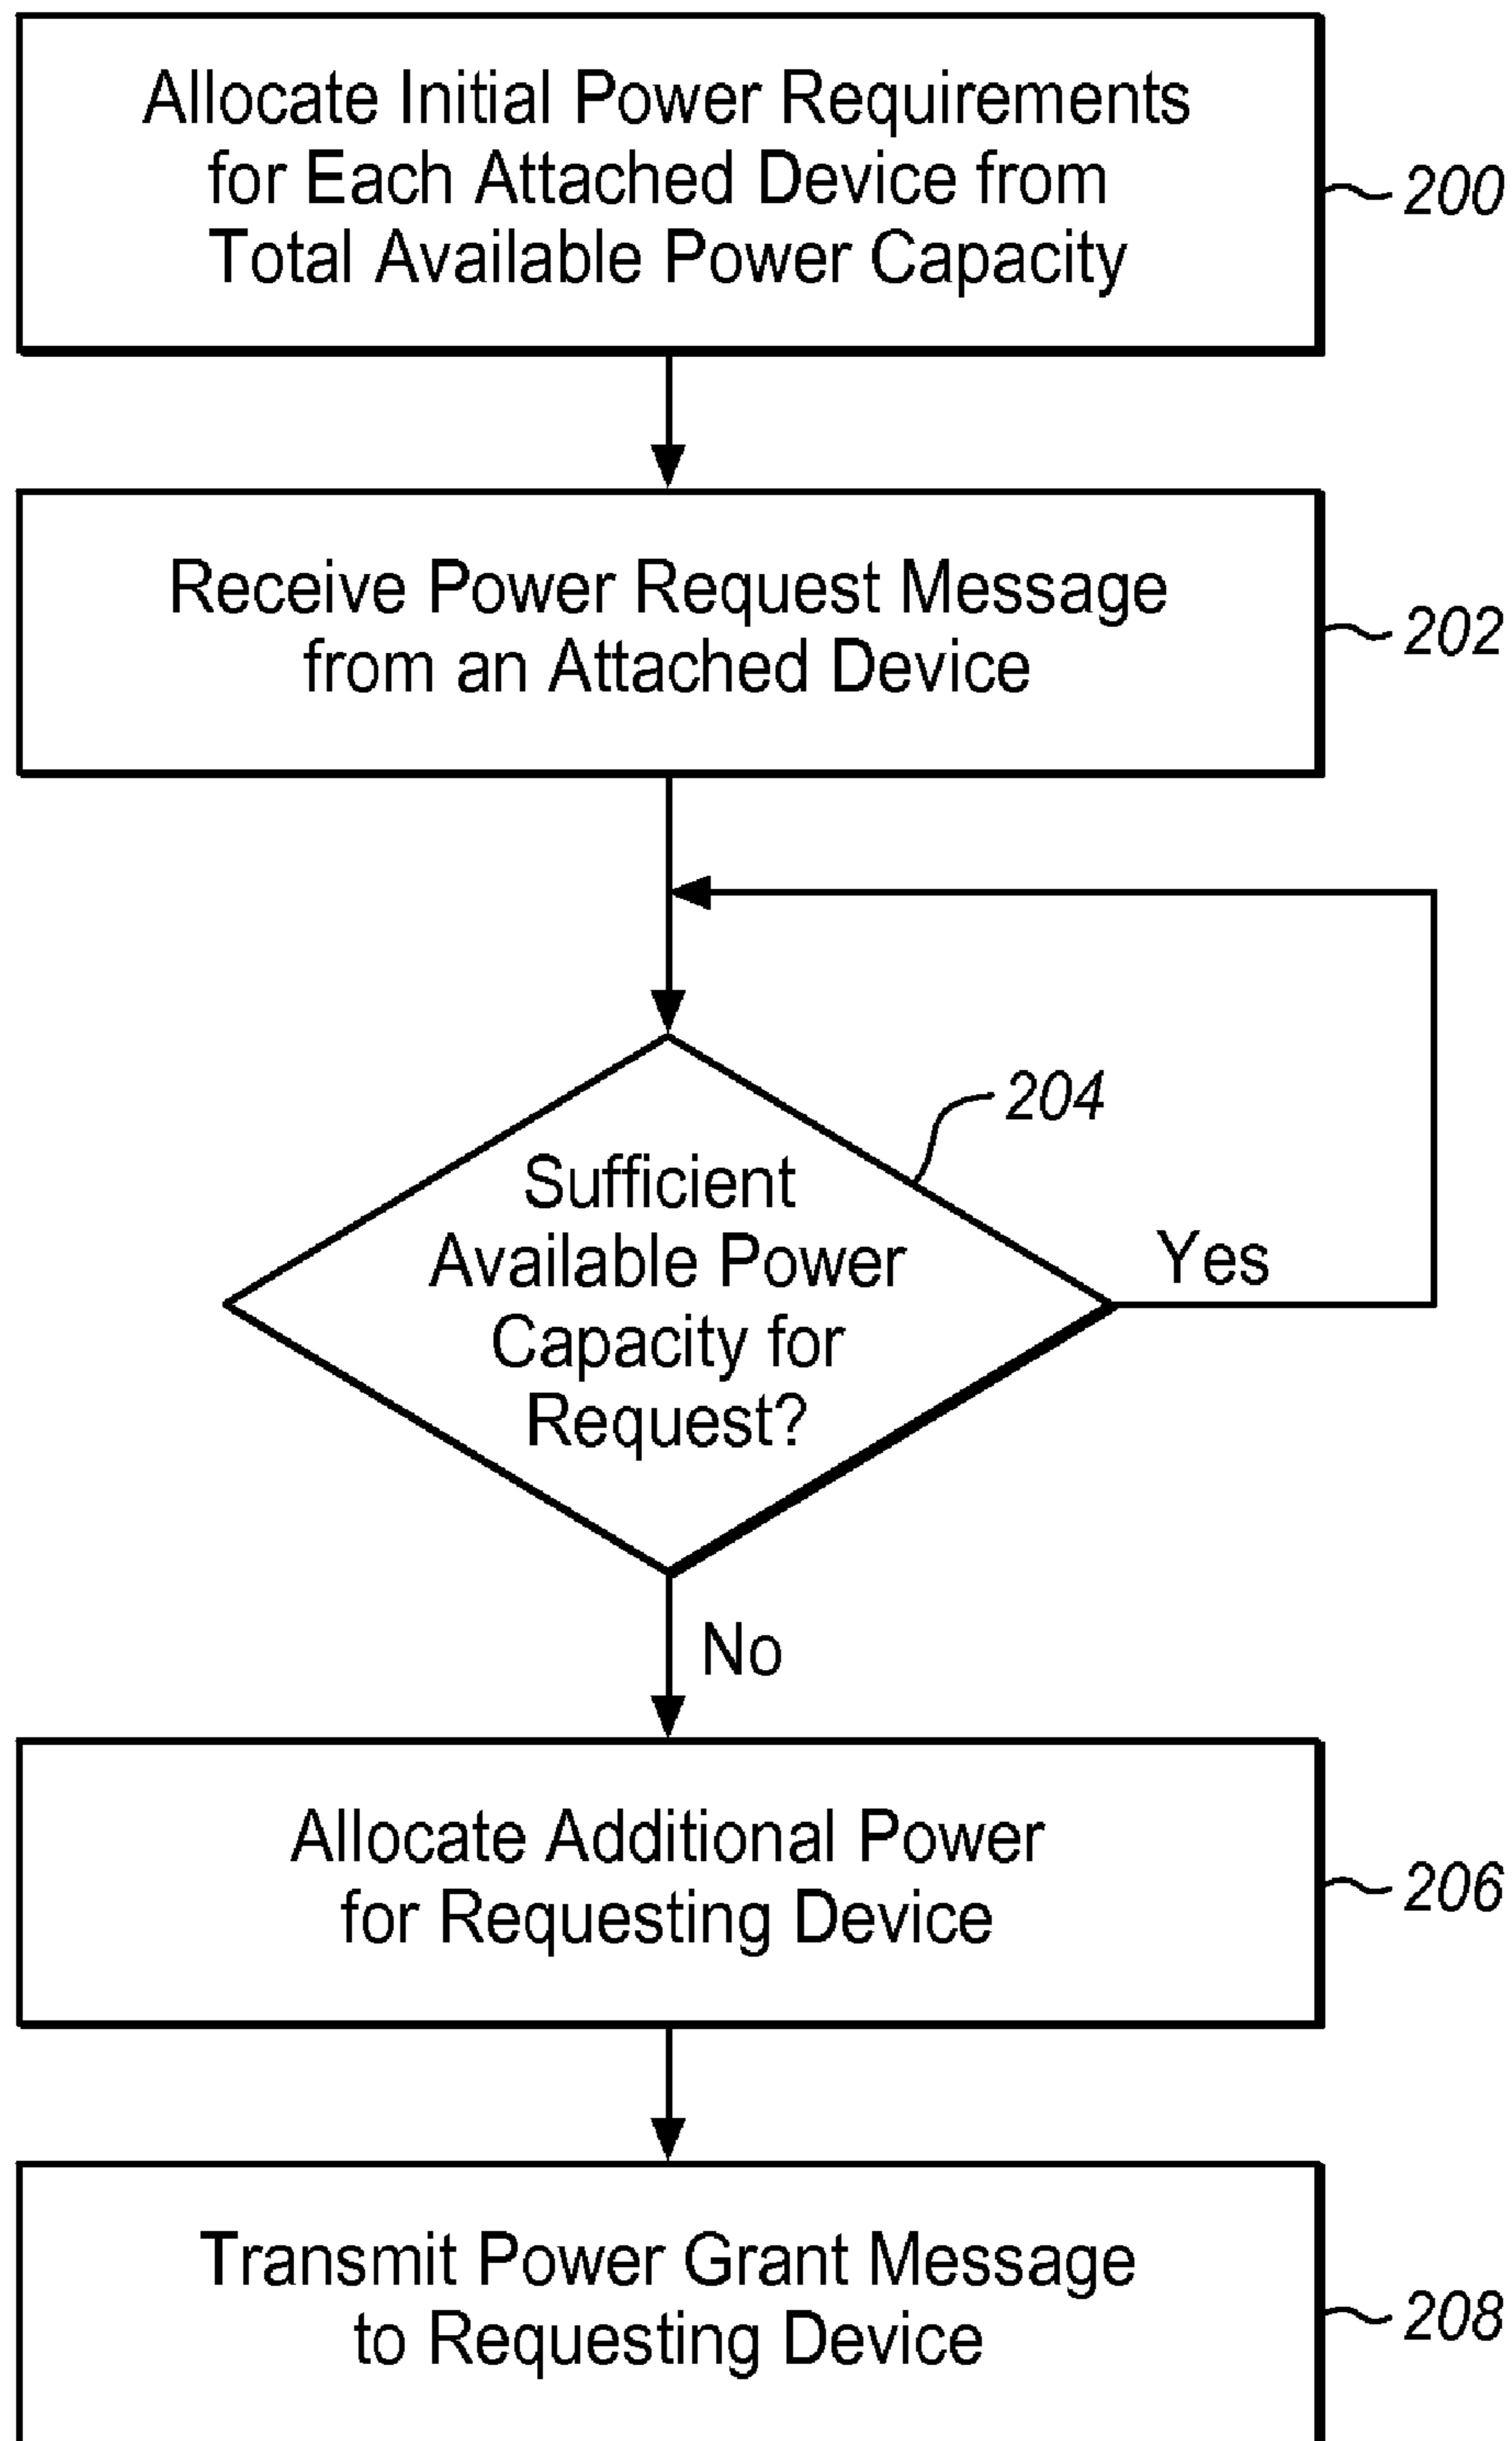 Allocate Initial Power Requirements
for Each Attached Device from
Total Available Power Capacity
200
Receive Power Request Message
from an Attached Device
202
204
Sufficient
Available Power
Capacity for
Request?
Yes
No
Allocate Additional Power
for Requesting Device
206
Transmit Power Grant Message
to Requesting Device
208